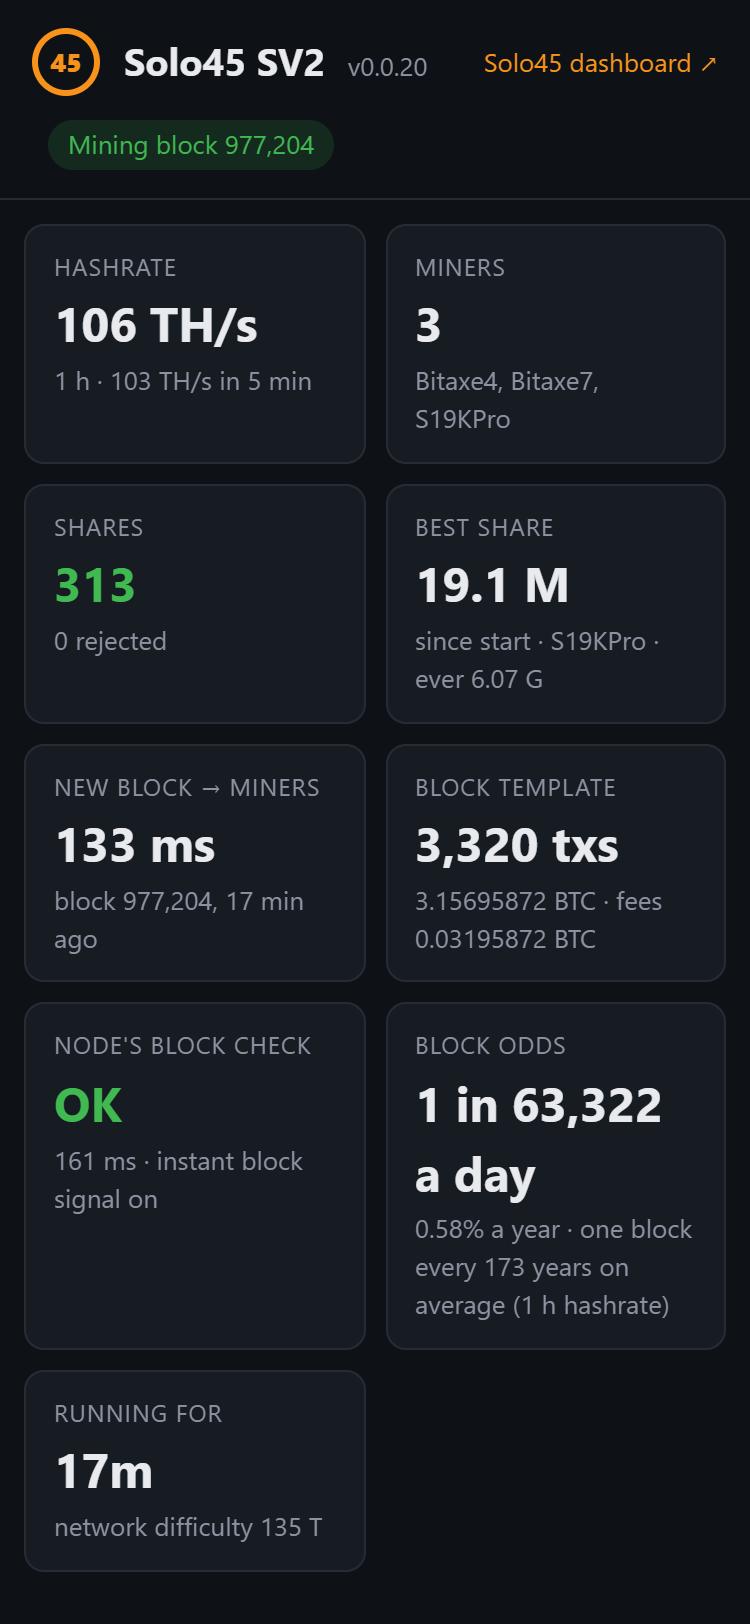 45
Solo45 SV2 v0.0.20 Solo45 dashboard ↗
Mining block 977,204
HASHRATE
106 TH/s
1 h · 103 TH/s in 5 min
MINERS
3
Bitaxe4, Bitaxe7,
S19KPro
SHARES
313
0 rejected
BEST SHARE
19.1 M
since start · S19KPro ·
ever 6.07 G
NEW BLOCK → MINERS
133 ms
block 977,204, 17 min
ago
BLOCK TEMPLATE
3,320 txs
3.15695872 BTC · fees
0.03195872 BTC
NODE'S BLOCK CHECK
OK
161 ms · instant block
signal on
BLOCK ODDS
1 in 63,322
a day
0.58% a year · one block
every 173 years on
average (1 h hashrate)
RUNNING FOR
17m
network difficulty 135 T